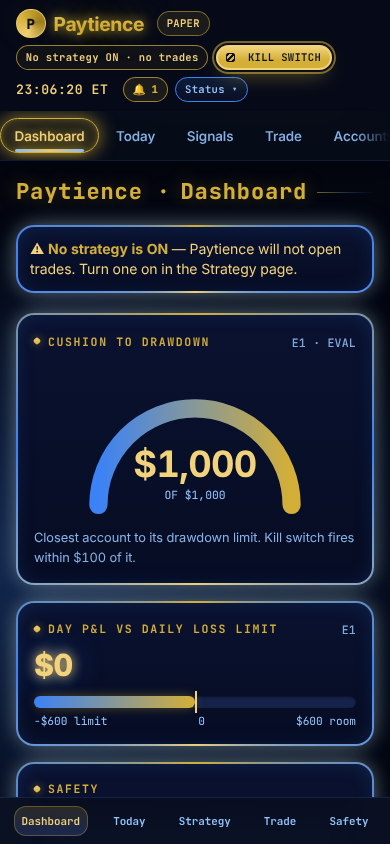 P Paytience PAPER
No strategy ON · no trades KILL SWITCH
23:06:20 ET 🔔 1 Status ▾
Dashboard Today Signals Trade Account
Paytience · Dashboard
⚠ No strategy is ON — Paytience will not open
trades. Turn one on in the Strategy page.
CUSHION TO DRAWDOWN E1 · EVAL
$1,000
OF $1,000
Closest account to its drawdown limit. Kill switch fires
within $100 of it.
DAY P&L VS DAILY LOSS LIMIT E1
$0
-$600 limit 0 $600 room
SAFETY
Dashboard Today Strategy Trade Safety